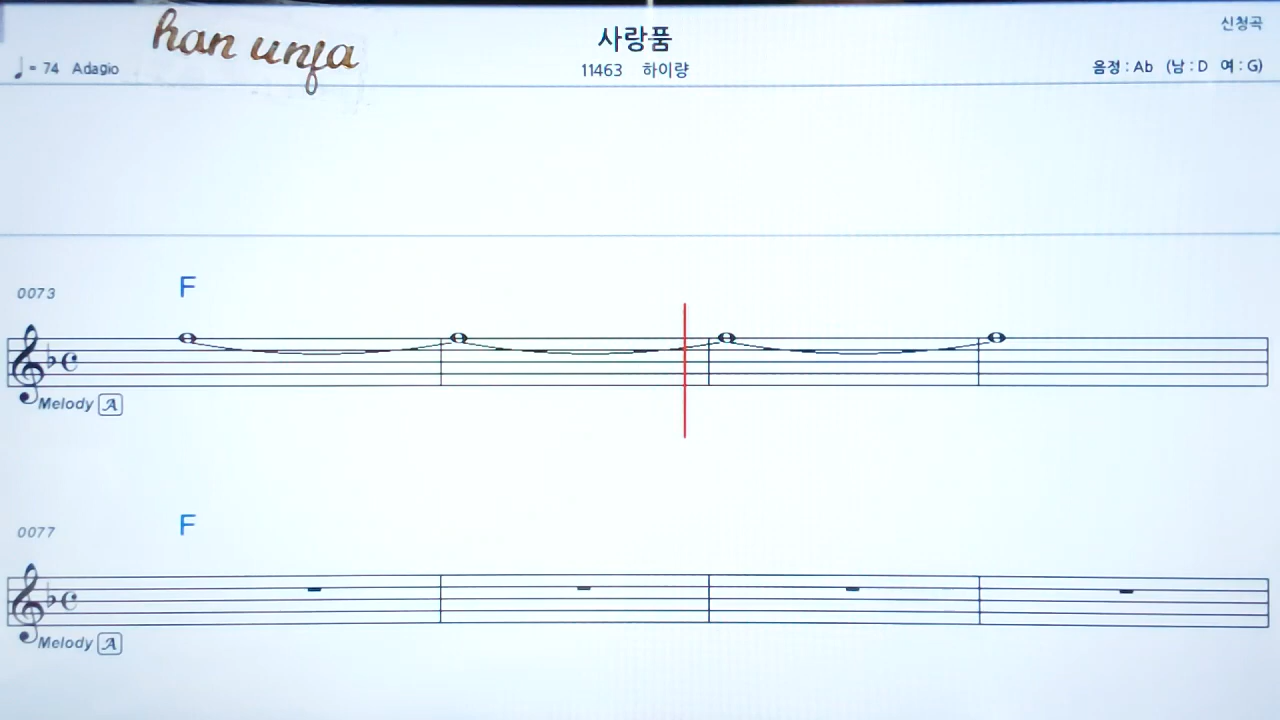 han unfa
사랑품
신청곡
♩= 74 Adagio
11463 하이량
음정 : Ab (남 : D 여 : G)
0073
F
Melody A
0077
F
Melody A